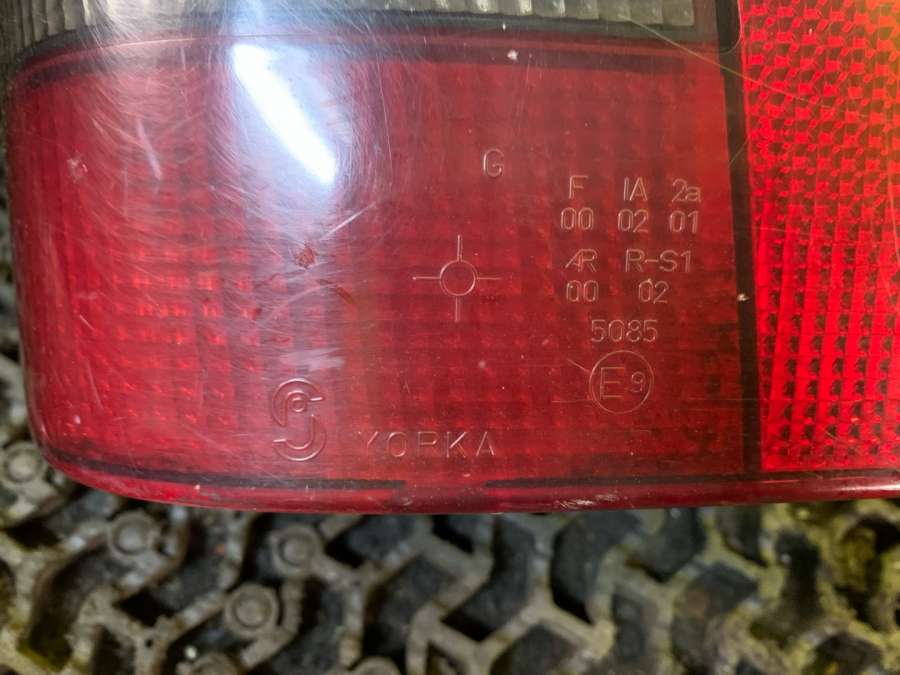 G
F IA 2a
00 02 01
AR R-S1
00 02
5085
E9
YORKA